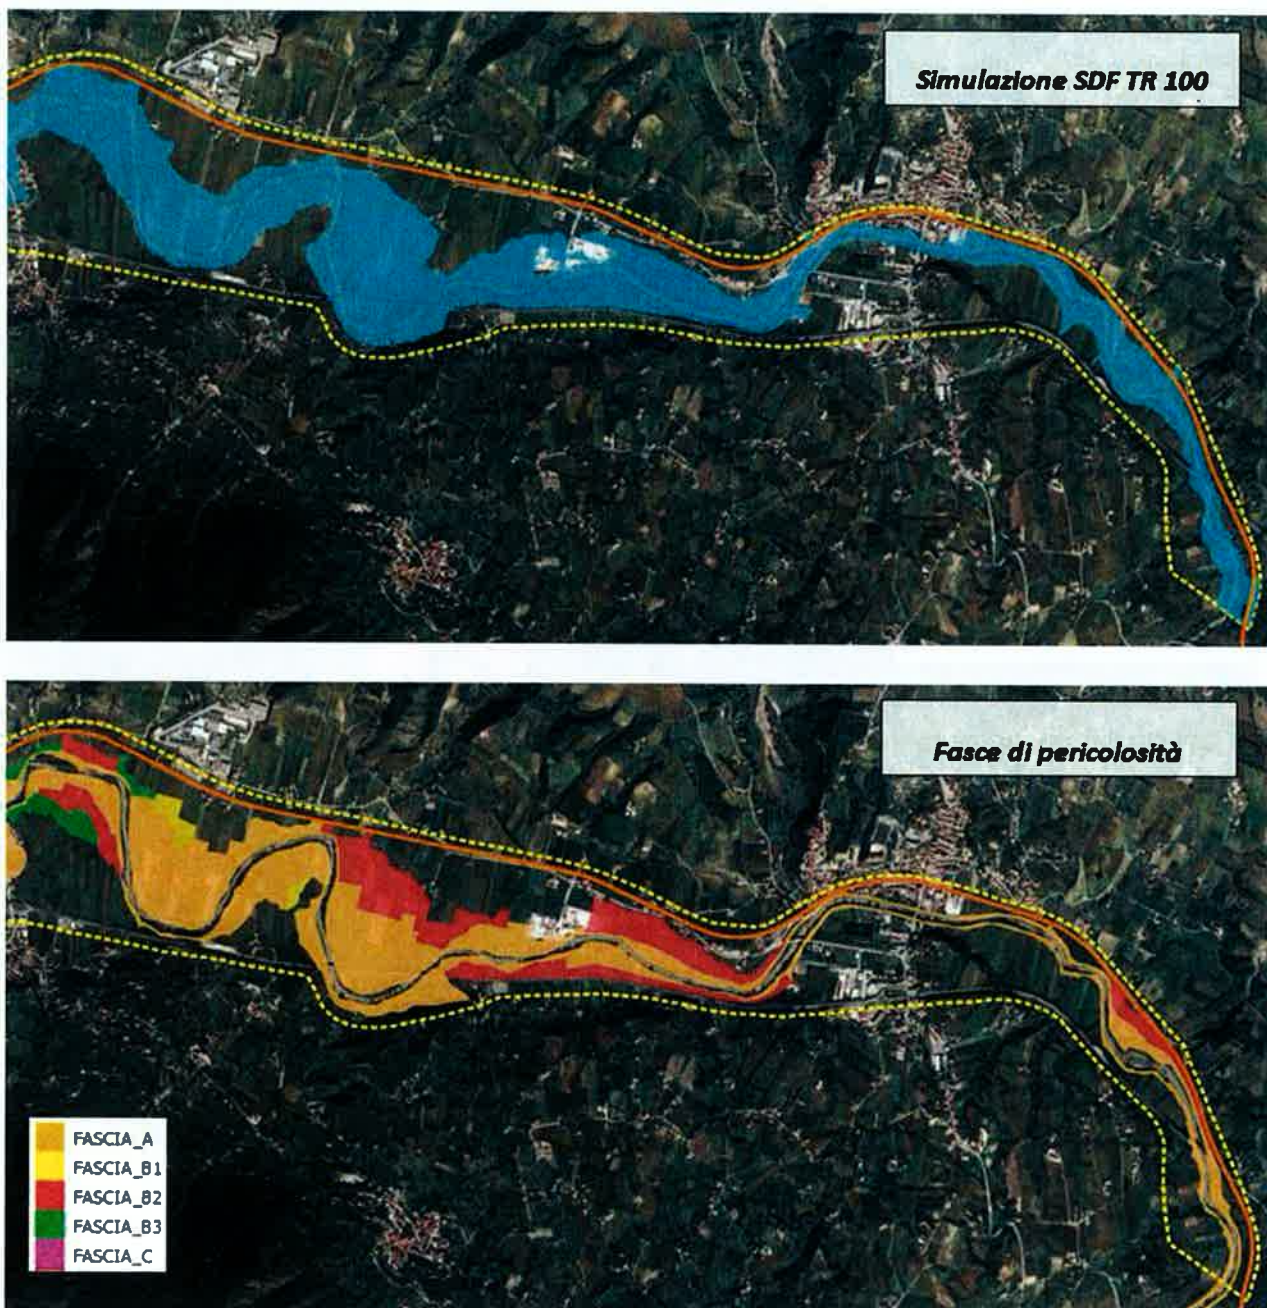 Simulazione SDF TR 100
Fasce di pericolosità
FASCIA_A
FASCIA_B1
FASCIA_B2
FASCIA_B3
FASCIA_C